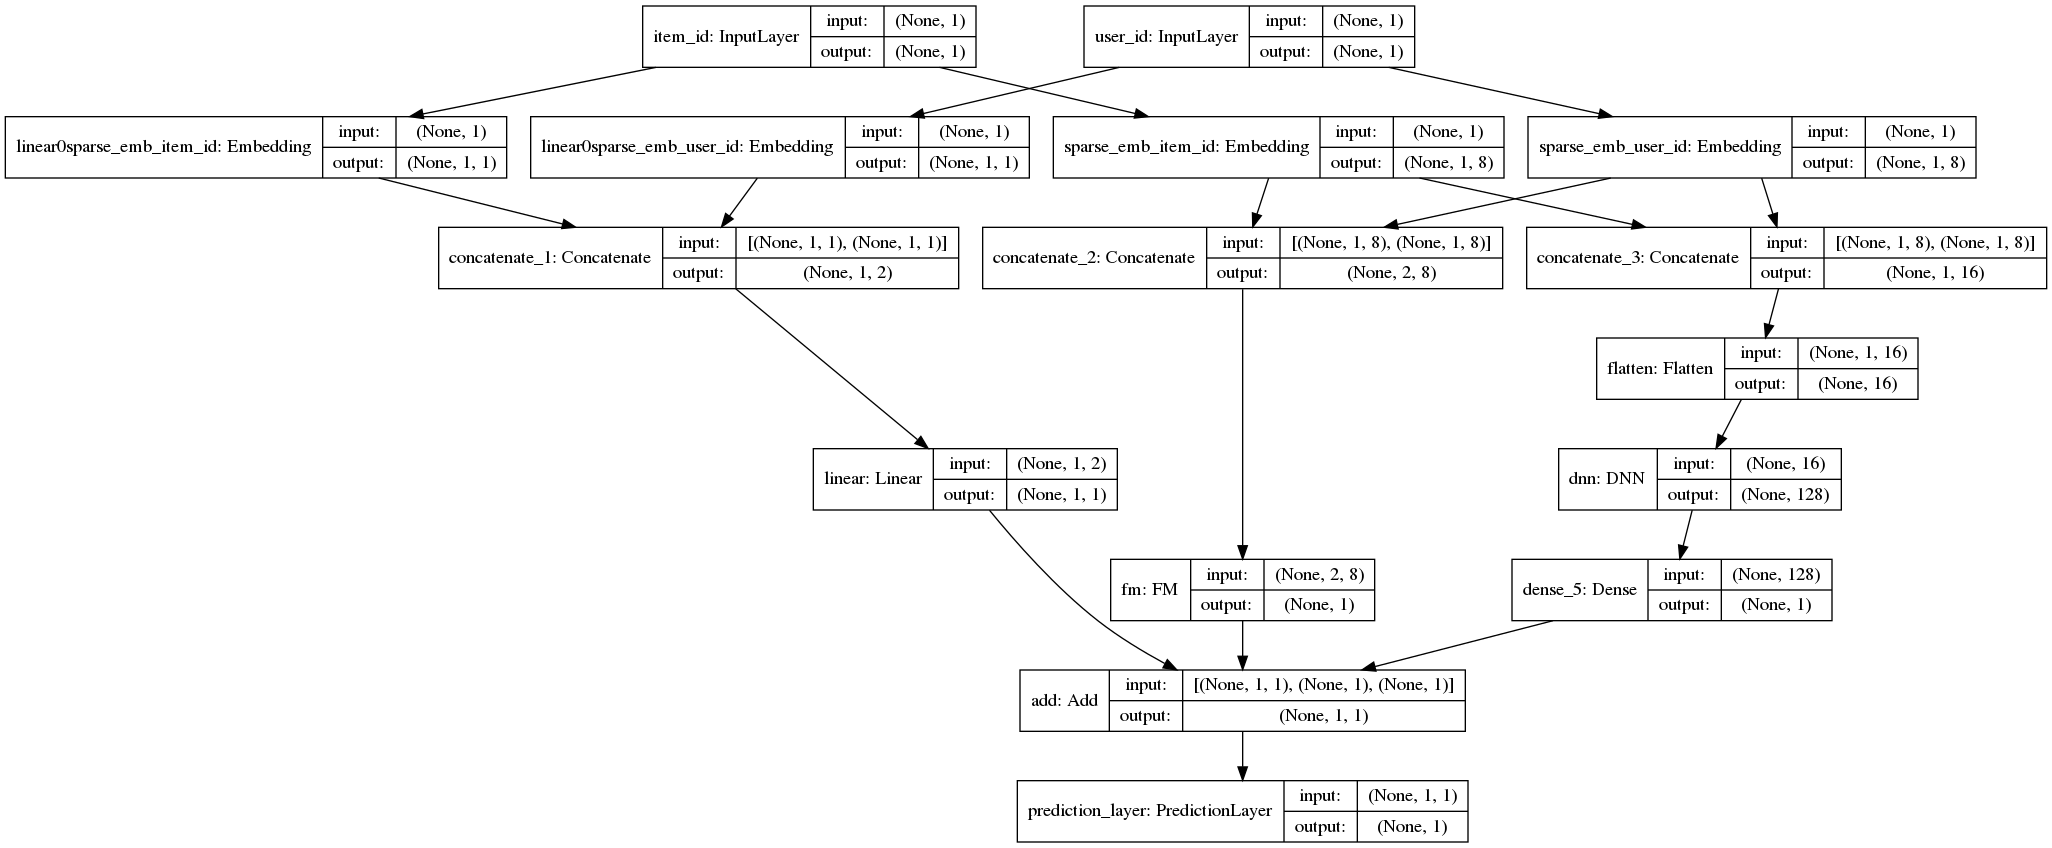 item_id: InputLayer
input: (None, 1)
output: (None, 1)
user_id: InputLayer
input: (None, 1)
output: (None, 1)
linear0sparse_emb_item_id: Embedding
input: (None, 1)
output: (None, 1, 1)
linear0sparse_emb_user_id: Embedding
input: (None, 1)
output: (None, 1, 1)
sparse_emb_item_id: Embedding
input: (None, 1)
output: (None, 1, 8)
sparse_emb_user_id: Embedding
input: (None, 1)
output: (None, 1, 8)
concatenate_1: Concatenate
input: [(None, 1, 1), (None, 1, 1)]
output: (None, 1, 2)
concatenate_2: Concatenate
input: [(None, 1, 8), (None, 1, 8)]
output: (None, 2, 8)
concatenate_3: Concatenate
input: [(None, 1, 8), (None, 1, 8)]
output: (None, 1, 16)
flatten: Flatten
input: (None, 1, 16)
output: (None, 16)
linear: Linear
input: (None, 1, 2)
output: (None, 1, 1)
dnn: DNN
input: (None, 16)
output: (None, 128)
fm: FM
input: (None, 2, 8)
output: (None, 1)
dense_5: Dense
input: (None, 128)
output: (None, 1)
add: Add
input: [(None, 1, 1), (None, 1), (None, 1)]
output: (None, 1, 1)
prediction_layer: PredictionLayer
input: (None, 1, 1)
output: (None, 1)